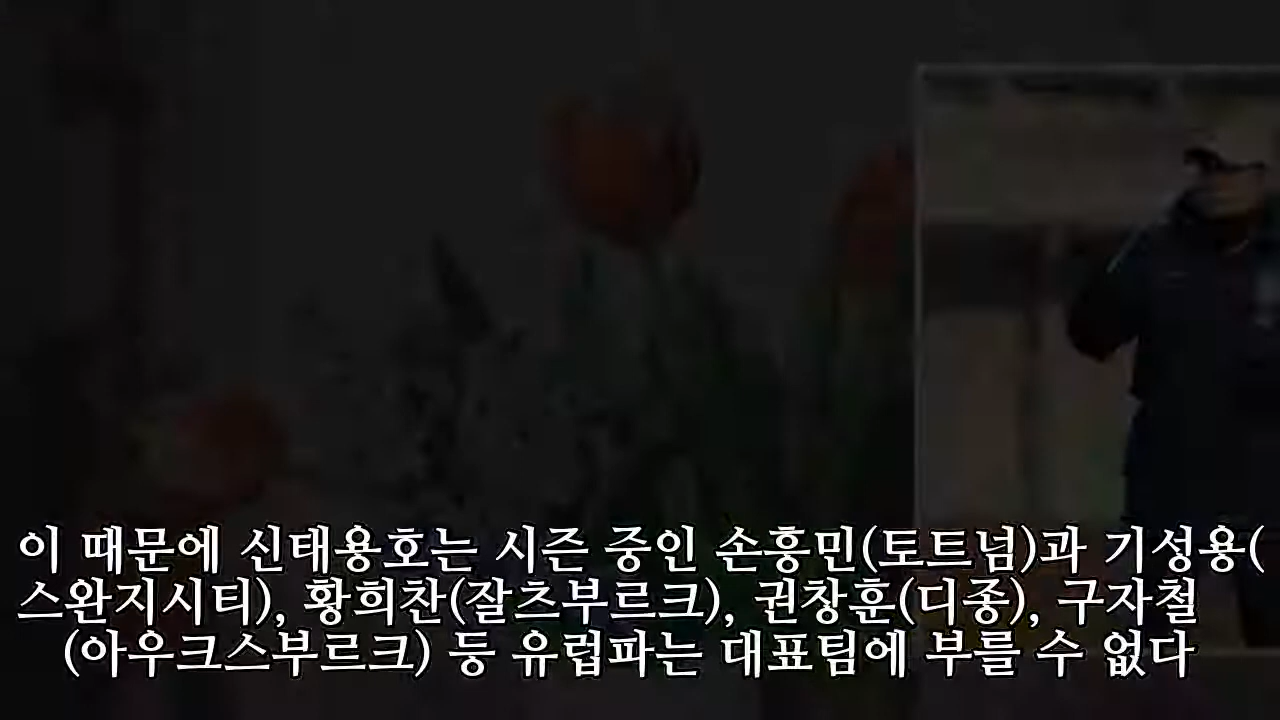 이 때문에 신태용호는 시즌 중인 손흥민(토트넘)과 기성용(
스완지시티), 황희찬(잘츠부르크), 권창훈(디종), 구자철
(아우크스부르크) 등 유럽파는 대표팀에 부를 수 없다